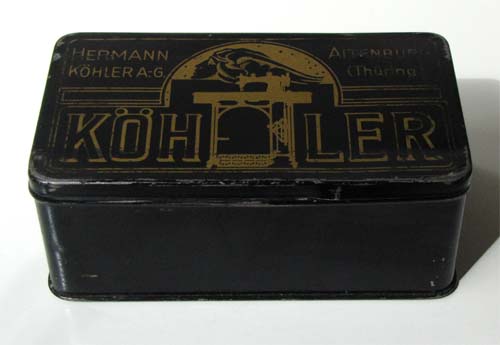 HERMANN
KÖHLER A.-G.
ALTENBURG
(Thüring
KÖHLER